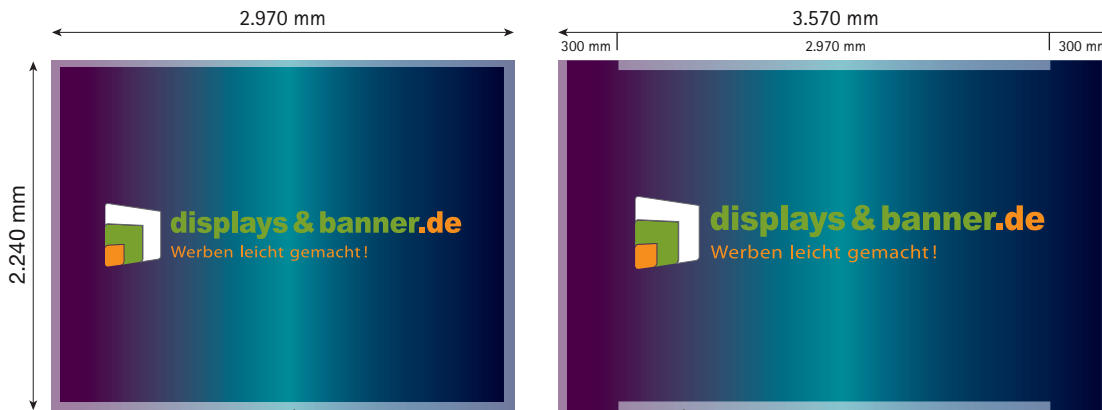 2.970 mm
3.570 mm
300 mm
2.970 mm
300 mm
2.240 mm
displays & banner.de
Werben leicht gemacht!
displays & banner.de
Werben leicht gemacht!